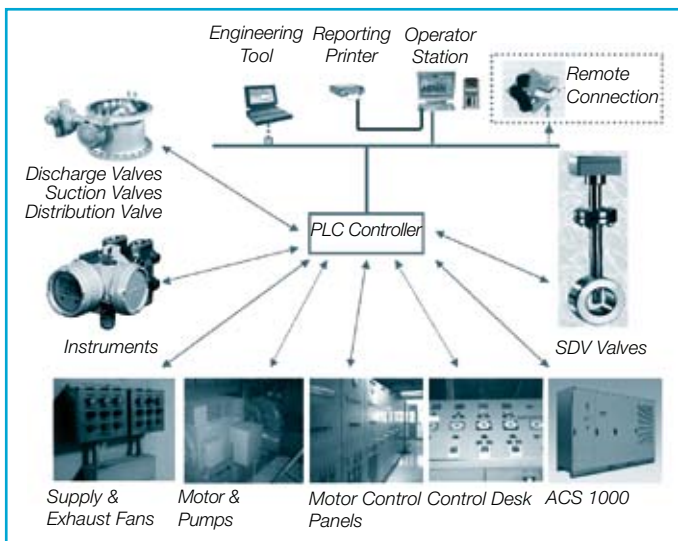 Engineering Tool
Reporting Printer
Operator Station
Remote Connection
Discharge Valves
Suction Valves
Distribution Valve
PLC Controller
Instruments
SDV Valves
Supply & Exhaust Fans
Motor & Pumps
Motor Control Panels
Control Desk
ACS 1000